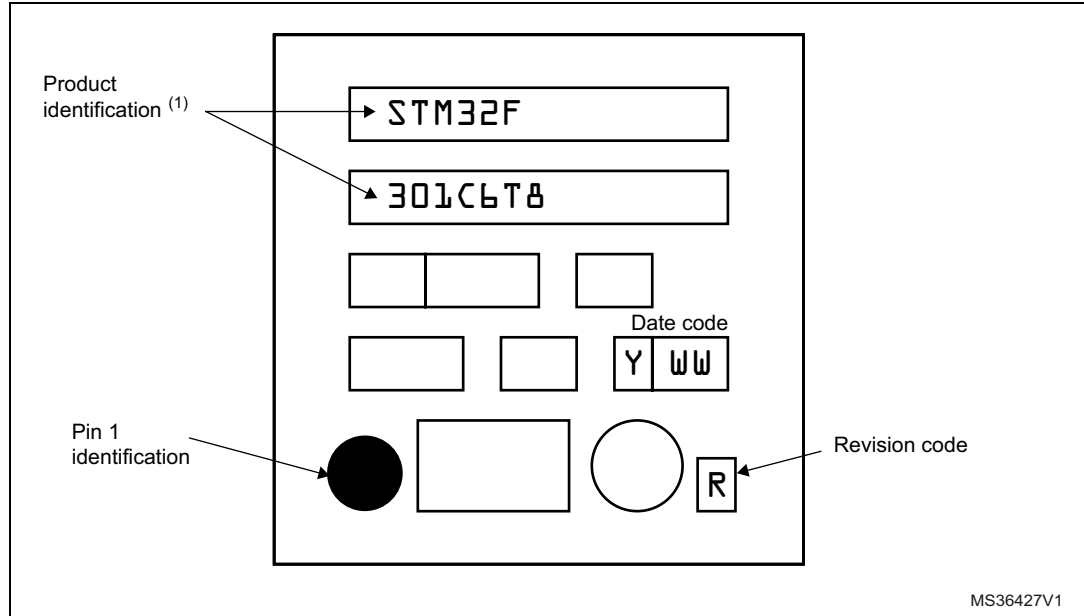 Product
identification (1)
STM32F
301C6T8
Date code
Y WW
Pin 1
identification
Revision code
R
MS36427V1